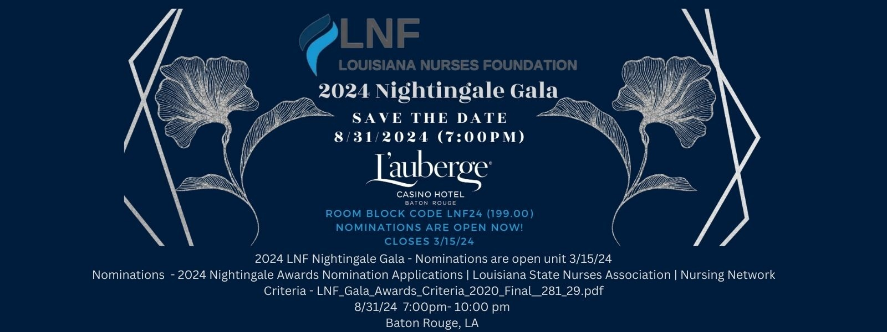 LNF
LOUISIANA NURSES FOUNDATION
2024 Nightingale Gala
SAVE THE DATE
8/31/2024 (7:00PM)
L'auberge®
CASINO HOTEL
BATON ROUGE
ROOM BLOCK CODE LNF24 (199.00)
NOMINATIONS ARE OPEN NOW!
CLOSES 3/15/24
2024 LNF Nightingale Gala - Nominations are open unit 3/15/24
Nominations - 2024 Nightingale Awards Nomination Applications | Louisiana State Nurses Association | Nursing Network
Criteria - LNF_Gala_Awards_Criteria_2020_Final__281_29.pdf
8/31/24 7:00pm- 10:00 pm
Baton Rouge, LA